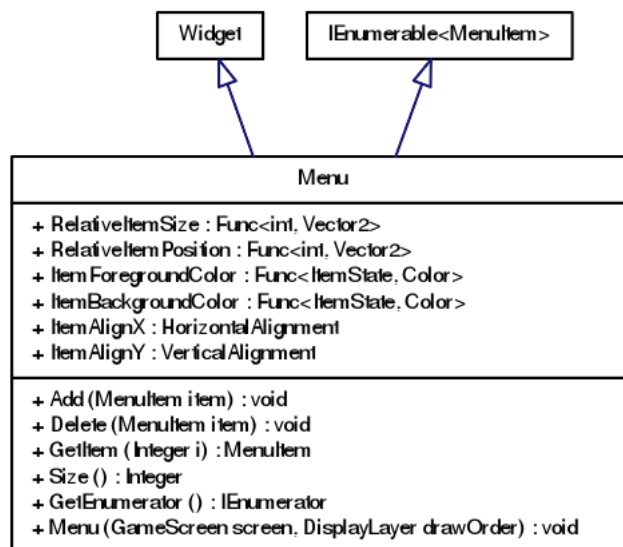 Widget
IEnumerable<MenuItem>
Menu
+ RelativeItemSize : Func<int, Vector2>
+ RelativeItemPosition : Func<int, Vector2>
+ ItemForegroundColor : Func<ItemState, Color>
+ ItemBackgroundColor : Func<ItemState, Color>
+ ItemAlignX : HorizontalAlignment
+ ItemAlignY : VerticalAlignment
+ Add (MenuItem item) : void
+ Delete (MenuItem item) : void
+ GetItem (Integer i) : MenuItem
+ Size () : Integer
+ GetEnumerator () : IEnumerator
+ Menu (GameScreen screen, DisplayLayer drawOrder) : void